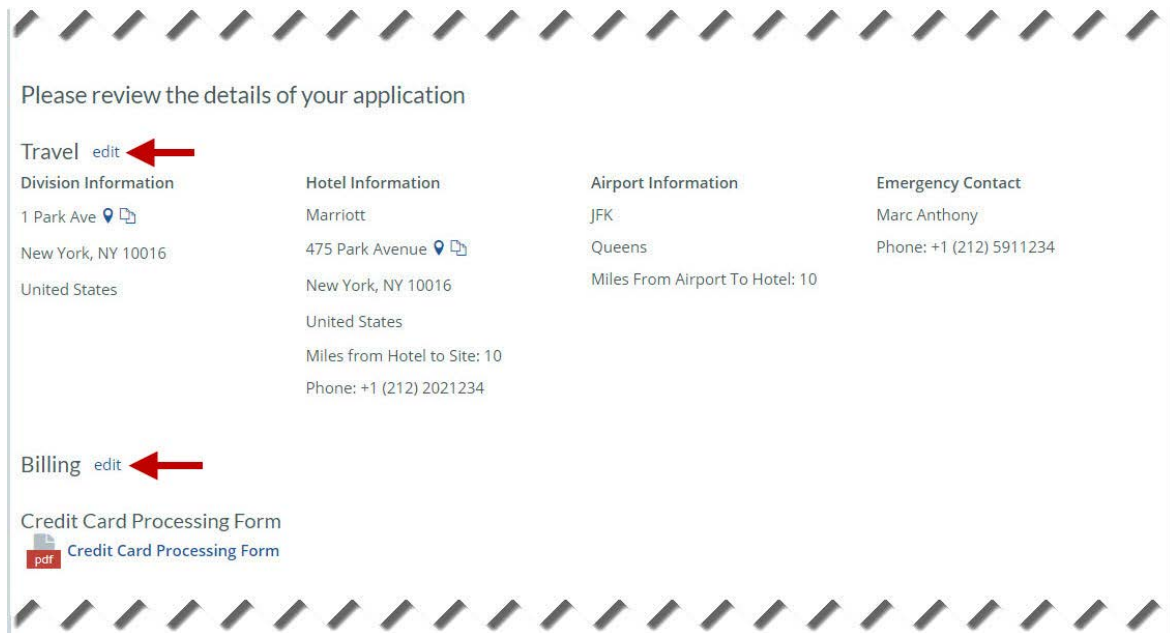 Please review the details of your application
Travel edit
Division Information
1 Park Ave
New York, NY 10016
United States
Hotel Information
Marriott
475 Park Avenue
New York, NY 10016
United States
Miles from Hotel to Site: 10
Phone: +1 (212) 2021234
Airport Information
JFK
Queens
Miles From Airport To Hotel: 10
Emergency Contact
Marc Anthony
Phone: +1 (212) 5911234
Billing edit
Credit Card Processing Form
pdf Credit Card Processing Form